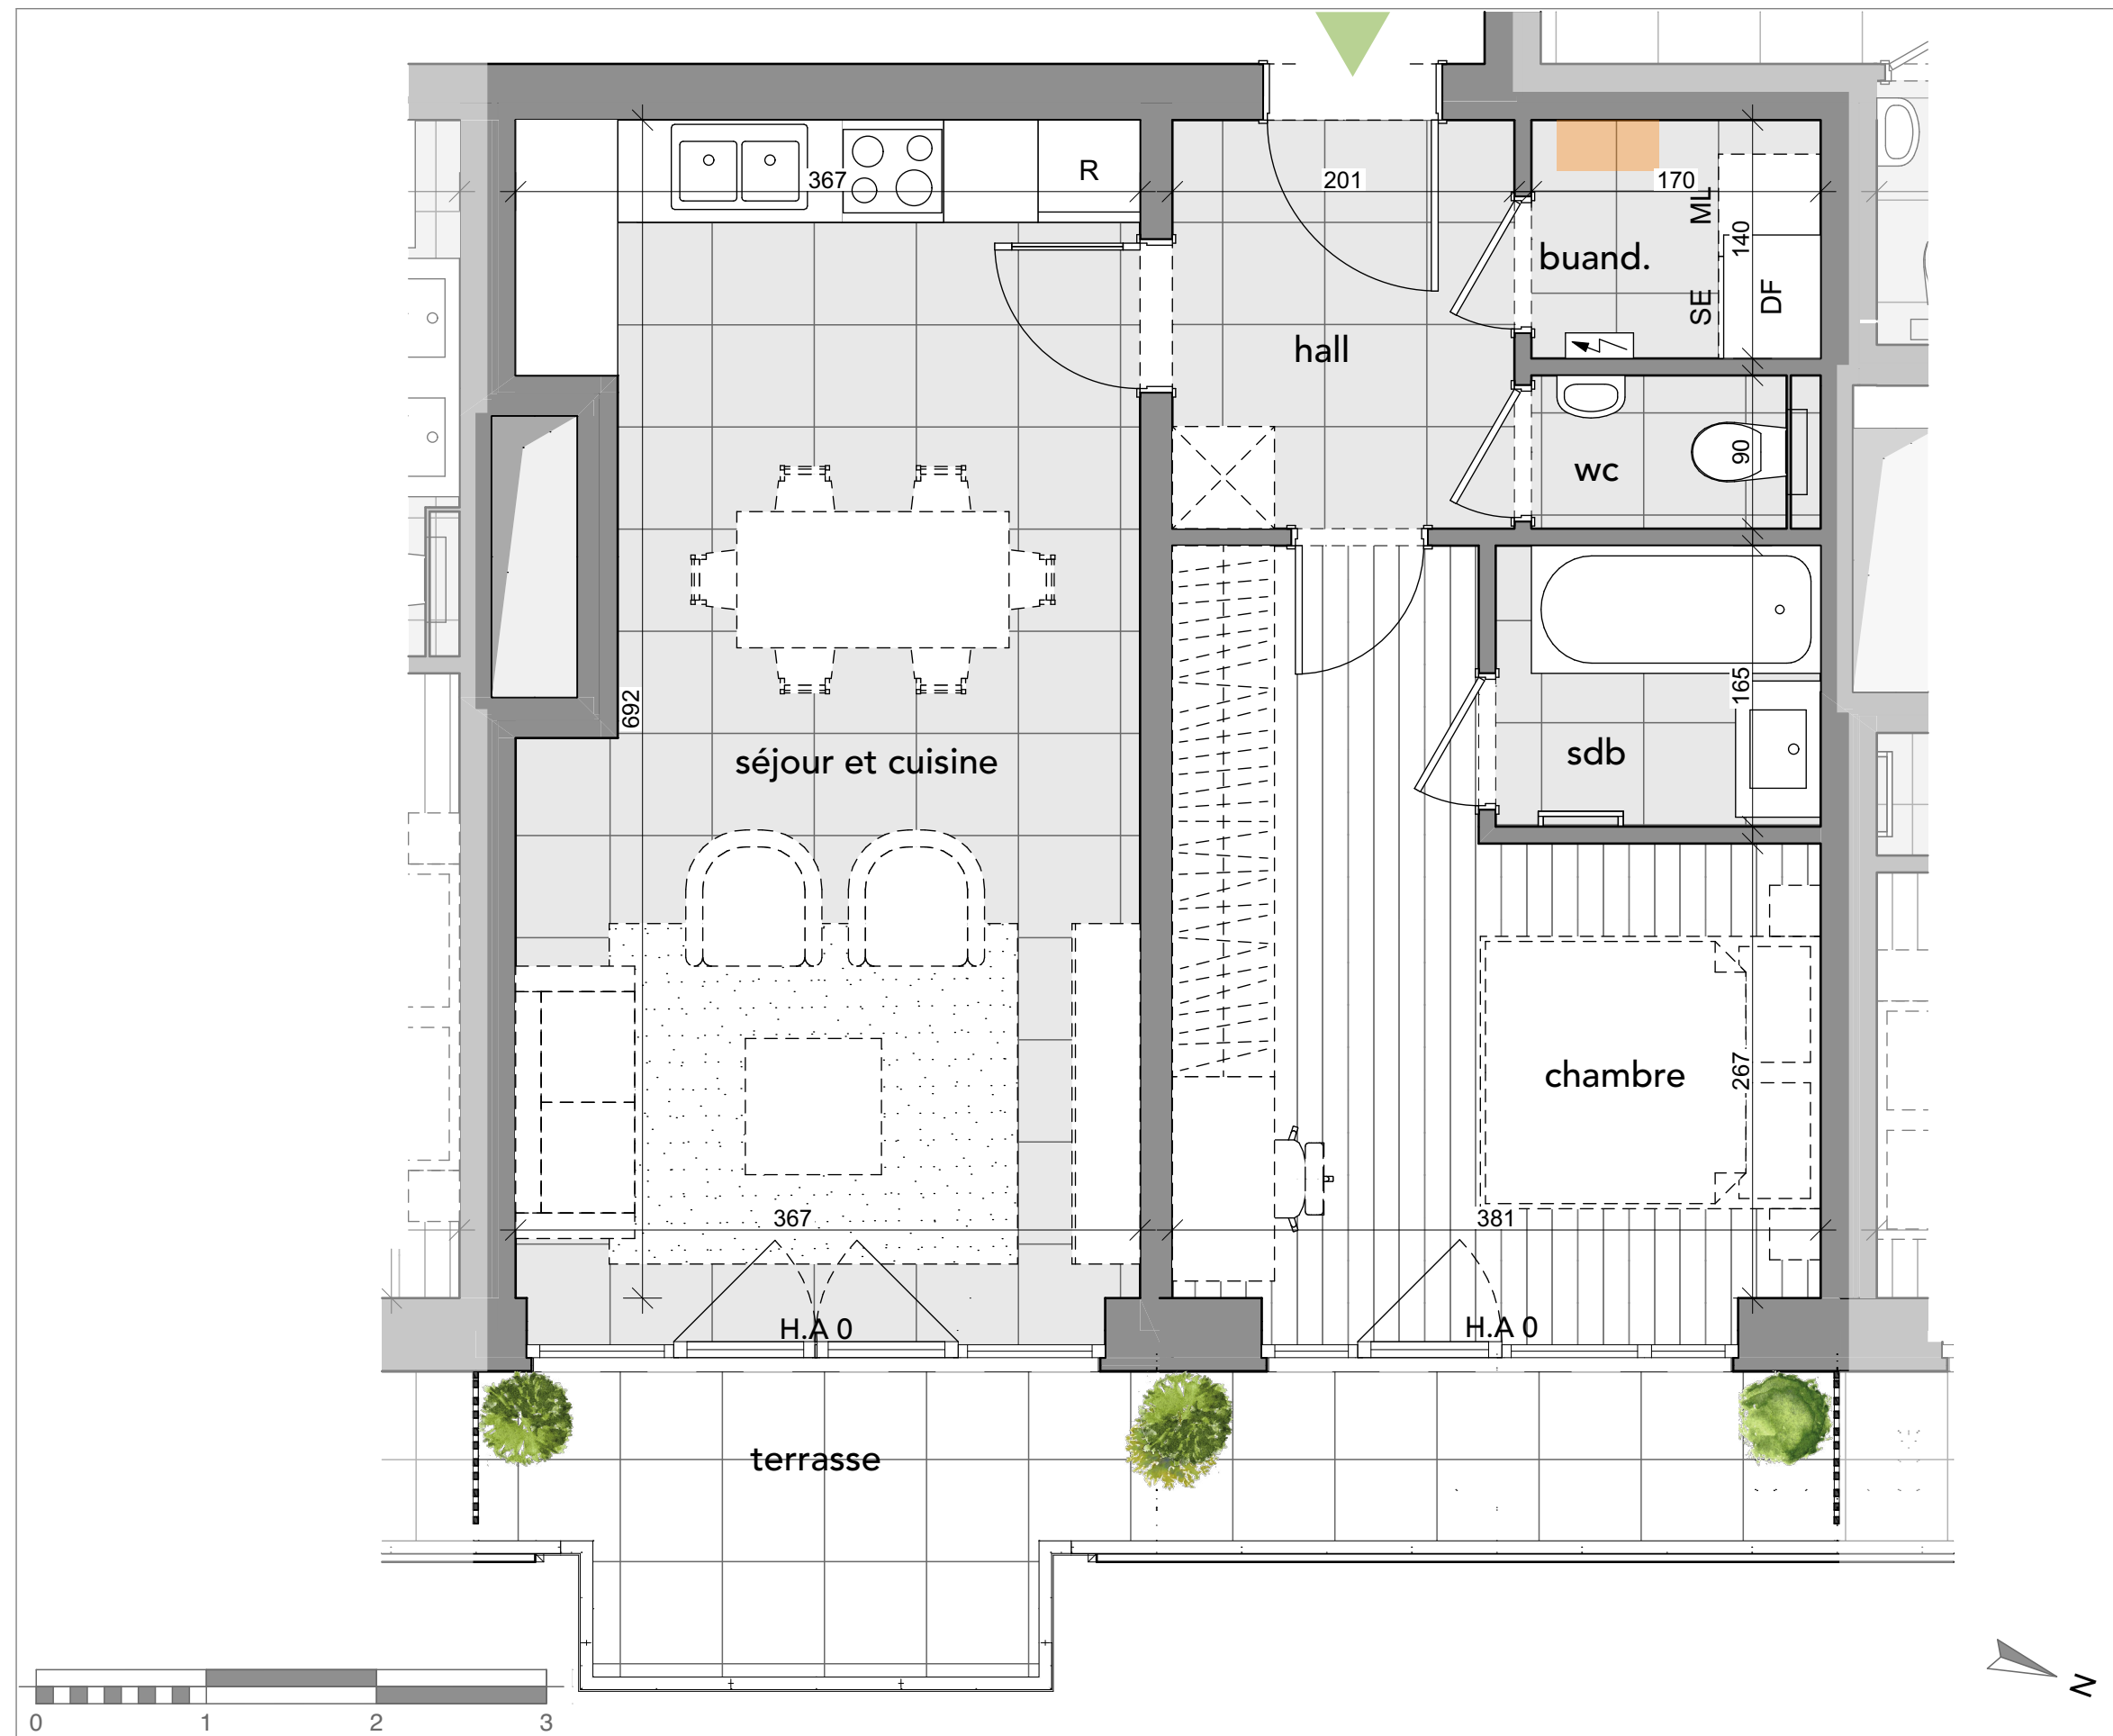 367
R
201
170
ML
140
buand.
SE
DF
hall
90
wc
692
165
séjour et cuisine
sdb
chambre
267
367
381
H.A 0
H.A 0
terrasse
0 1 2 3
N